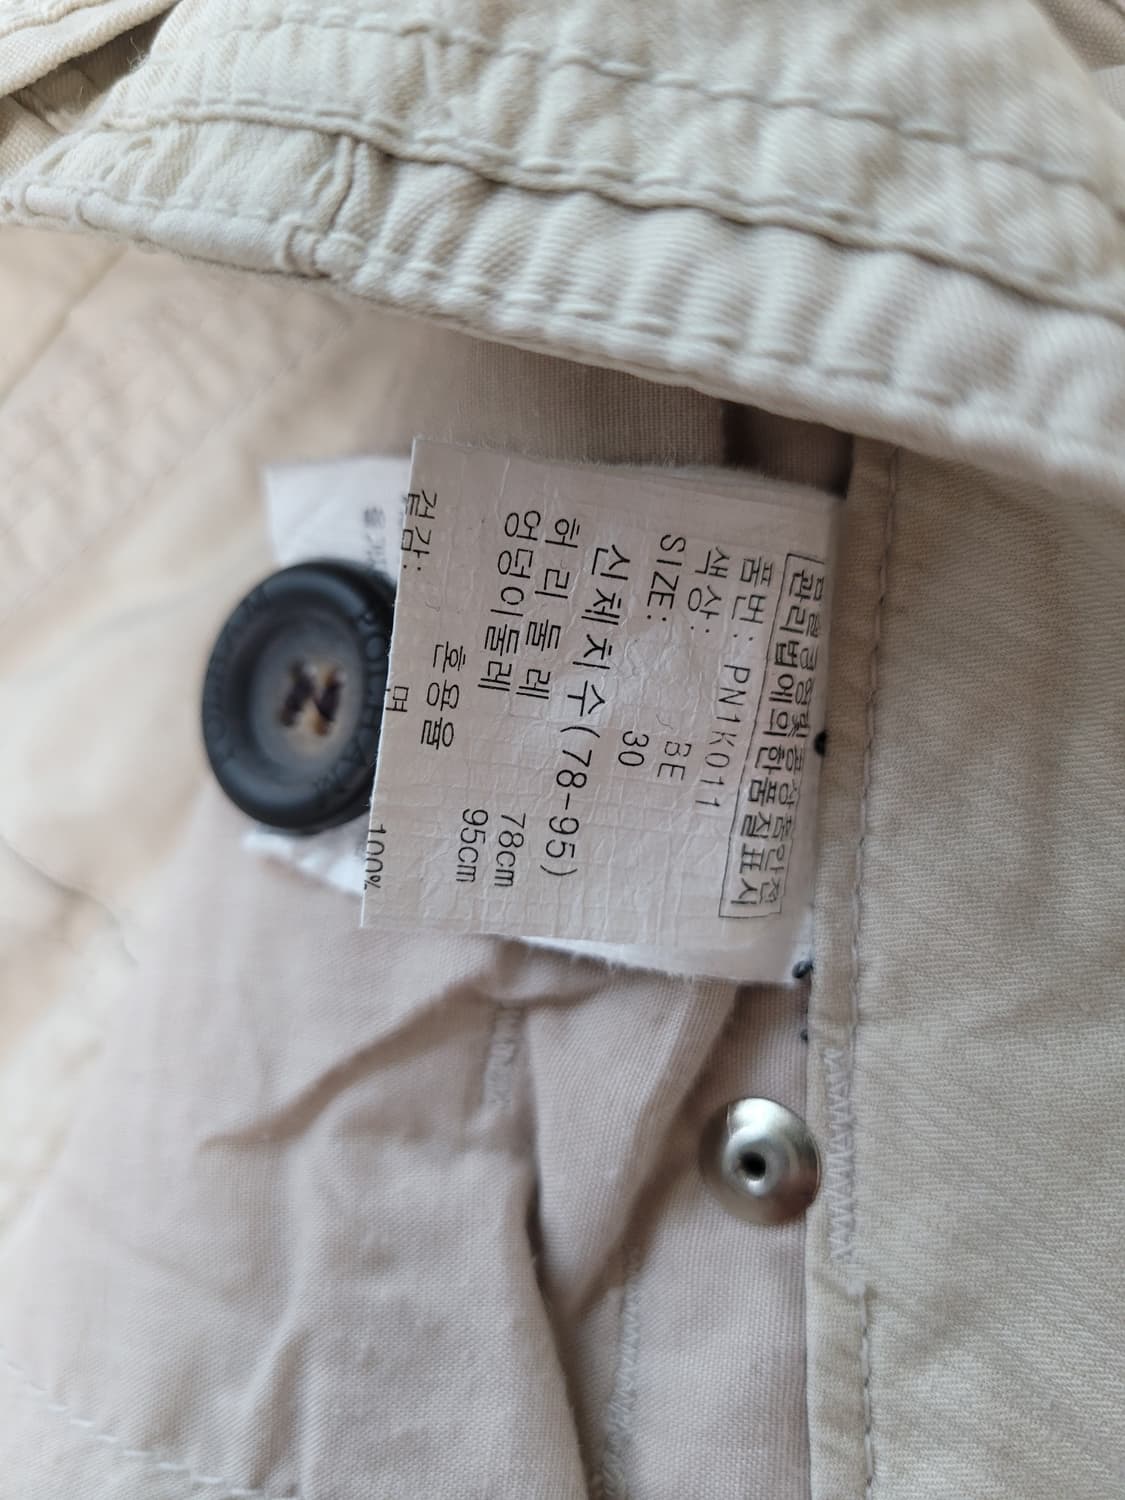 품질경영및공산품안전
관리법에의한품질표시
품번: PN1K011
색상: BE
SIZE: 30
신체치수(78-95)
허리둘레 78cm
엉덩이둘레 95cm
혼용율
겉감: 면 100%